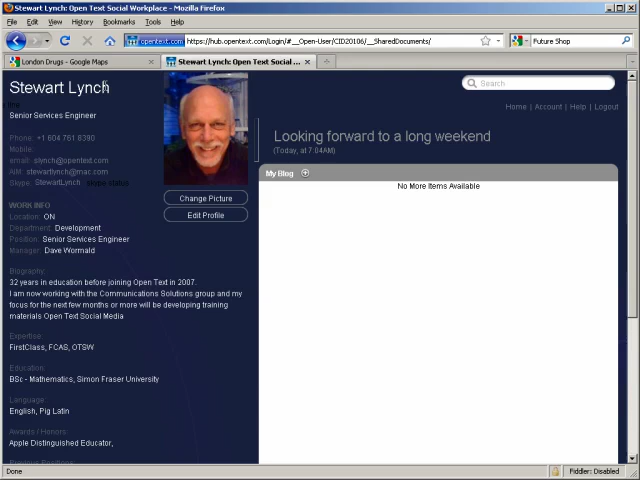 Stewart Lynch: Open Text Social Workplace - Mozilla Firefox
File Edit View History Bookmarks Tools Help
opentext.com https://hub.opentext.com/Login/#__Open-User/CID20106/__SharedDocuments/
Future Shop
London Drugs - Google Maps
Stewart Lynch: Open Text Social ...
Stewart Lynch
Search
Home | Account | Help | Logout
Senior Services Engineer
Phone: +1 604 761 8390
Mobile:
email: slynch@opentext.com
AIM: stewartlynch@mac.com
Skype: StewartLynch skype status
Looking forward to a long weekend
(Today, at 7:04AM)
My Blog
No More Items Available
Change Picture
Edit Profile
WORK INFO
Location: ON
Department: Development
Position: Senior Services Engineer
Manager: Dave Wormald
Biography:
32 years in education before joining Open Text in 2007.
I am now working with the Communications Solutions group and my
focus for the next few months or more will be developing training
materials Open Text Social Media
Expertise:
FirstClass, FCAS, OTSW
Education:
BSc - Mathematics, Simon Fraser University
Language:
English, Pig Latin
Awards / Honors:
Apple Distinguished Educator,
Previous Positions:
Done
Fiddler: Disabled